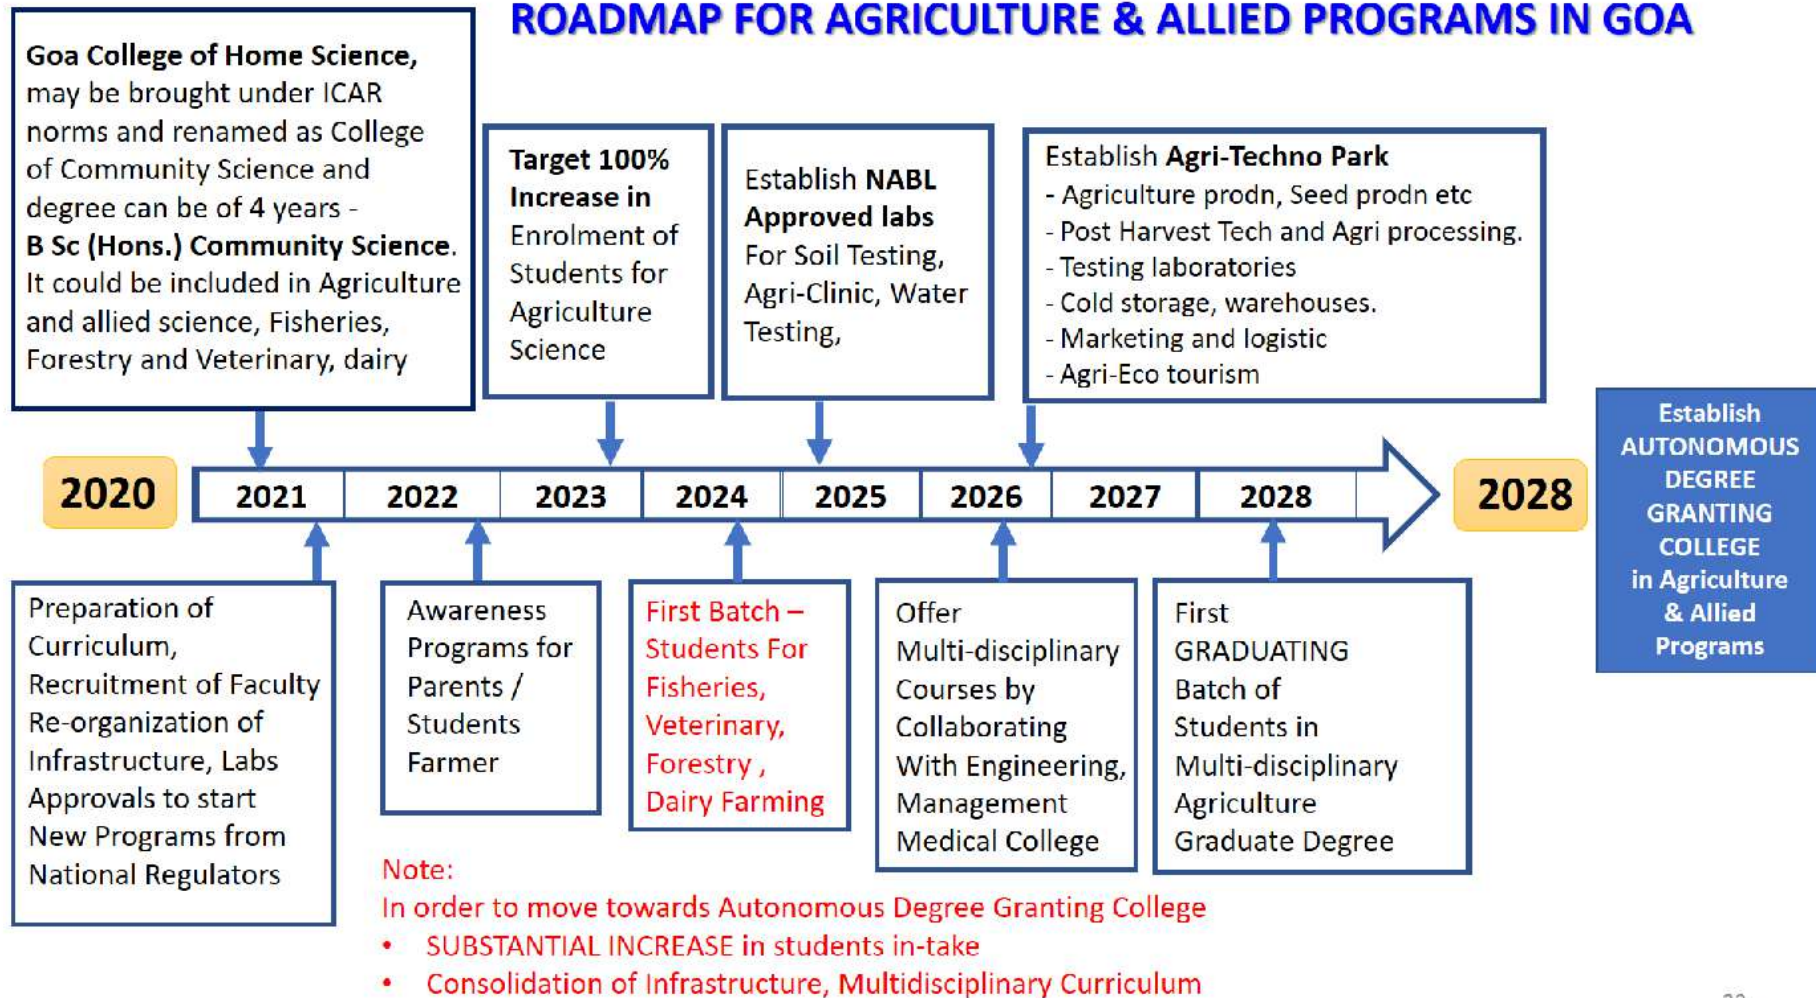 ROADMAP FOR AGRICULTURE & ALLIED PROGRAMS IN GOA
Goa College of Home Science,
may be brought under ICAR
norms and renamed as College
of Community Science and
degree can be of 4 years -
B Sc (Hons.) Community Science.
It could be included in Agriculture
and allied science, Fisheries,
Forestry and Veterinary, dairy
Target 100%
Increase in
Enrolment of
Students for
Agriculture
Science
Establish NABL
Approved labs
For Soil Testing,
Agri-Clinic, Water
Testing,
Establish Agri-Techno Park
- Agriculture prodn, Seed prodn etc
- Post Harvest Tech and Agri processing.
- Testing laboratories
- Cold storage, warehouses.
- Marketing and logistic
- Agri-Eco tourism
2020
2021
2022
2023
2024
2025
2026
2027
2028
2028
Establish
AUTONOMOUS
DEGREE
GRANTING
COLLEGE
in Agriculture
& Allied
Programs
Preparation of
Curriculum,
Recruitment of Faculty
Re-organization of
Infrastructure, Labs
Approvals to start
New Programs from
National Regulators
Awareness
Programs for
Parents /
Students
Farmer
First Batch –
Students For
Fisheries,
Veterinary,
Forestry ,
Dairy Farming
Offer
Multi-disciplinary
Courses by
Collaborating
With Engineering,
Management
Medical College
First
GRADUATING
Batch of
Students in
Multi-disciplinary
Agriculture
Graduate Degree
Note:
In order to move towards Autonomous Degree Granting College
• SUBSTANTIAL INCREASE in students in-take
• Consolidation of Infrastructure, Multidisciplinary Curriculum